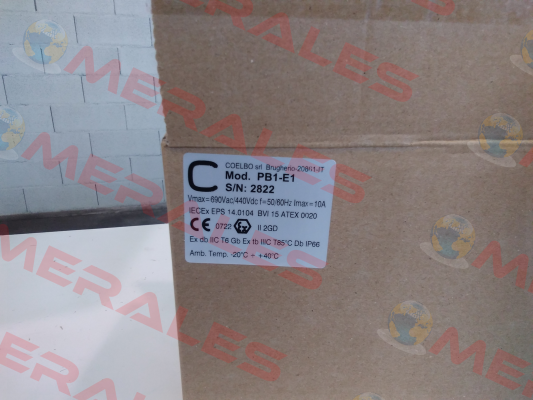 COELBO srl Brugherio-20861 IT
C
Mod. PB1-E1
S/N: 2822
Vmax=690Vac/440Vdc f=50/60Hz Imax=10A
IECEx EPS 14.0104 BVI 15 ATEX 0020
CE 0722 Ex II 2GD
Ex db IIC T6 Gb Ex tb IIIC T85°C Db IP66
Amb. Temp. -20°C ÷ +40°C
MERALES
MERALES
MERALES